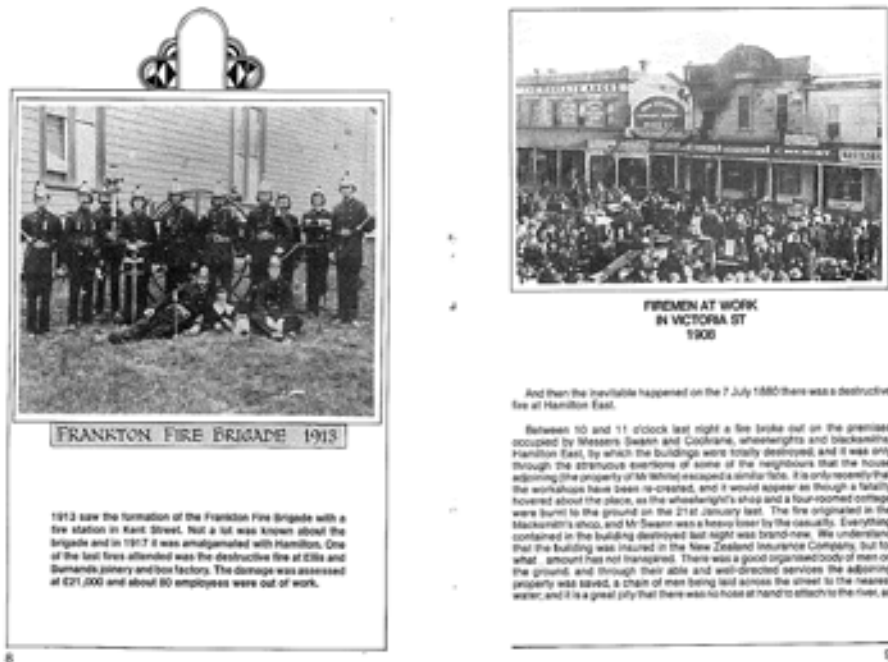 FRANKTON FIRE BRIGADE 1913
1913 saw the formation of the Frankton Fire Brigade with a
fire station in Kent Street. Not a lot was known about the
brigade and in 1917 it was amalgamated with Hamilton. One
of the last fires attended was the destructive fire at Ellis and
Burnands joinery and box factory. The damage was assessed
at £21,000 and about 80 employees were out of work.
8
FIREMEN AT WORK
IN VICTORIA ST
1908
And then the inevitable happened on the 7 July 1880 there was a destructive
fire at Hamilton East.
Between 10 and 11 o'clock last night a fire broke out on the premises
occupied by Messers Swann and Cochrane, wheelwrights and blacksmiths
Hamilton East, by which the buildings were totally destroyed, and it was only
through the strenuous exertions of some of the neighbours that the house
adjoining (the property of Mr White) escaped a similar fate. It is only recently that
the workshops have been re-created, and it would appear as though a fatality
hovered about the place, as the wheelwright's shop and a four-roomed cottage
were burnt to the ground on the 21st January last. The fire originated in the
blacksmith's shop, and Mr Swann was a heavy loser by the casualty. Everything
contained in the building destroyed last night was brand-new. We understand
that the building was insured in the New Zealand Insurance Company, but for
what amount has not transpired. There was a good organised body of men on
the ground, and through their able and well-directed services the adjoining
property was saved, a chain of men being laid across the street to the nearest
water; and it is a great pity that there was no hose at hand to attach to the river, as